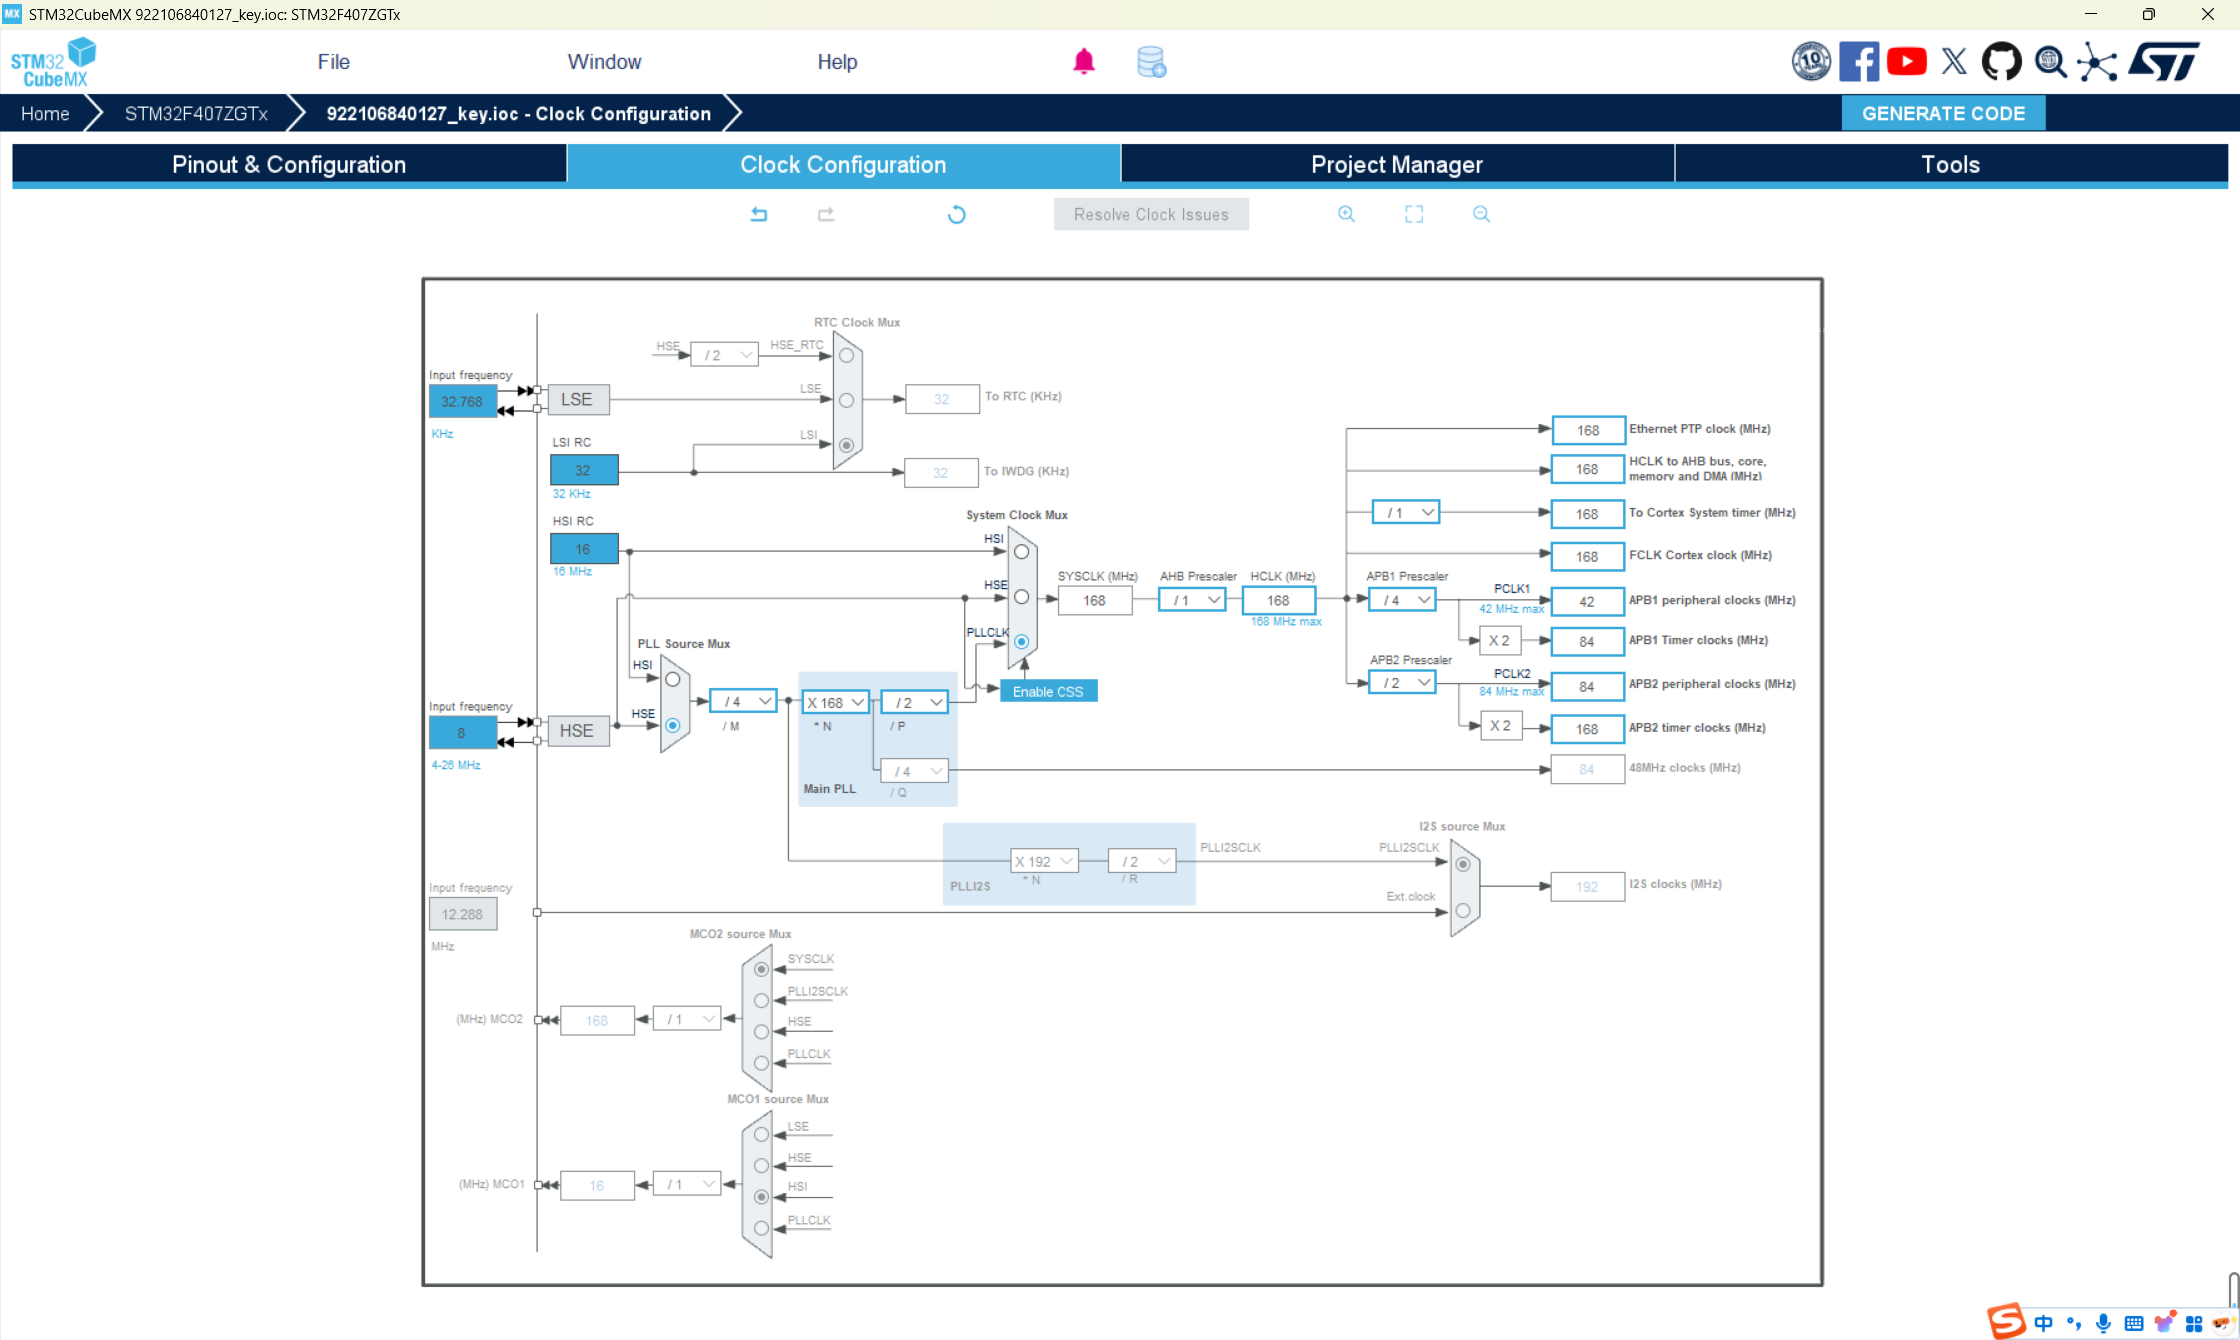 MX STM32CubeMX 922106840127_key.ioc: STM32F407ZGTx
STM32 CubeMX
File
Window
Help
10
ST
Home
STM32F407ZGTx
922106840127_key.ioc - Clock Configuration
GENERATE CODE
Pinout & Configuration
Clock Configuration
Project Manager
Tools
Resolve Clock Issues
RTC Clock Mux
HSE
/ 2
HSE_RTC
Input frequency
32.768
KHz
LSE
LSE
32
To RTC (KHz)
LSI RC
32
32 KHz
LSI
32
To IWDG (KHz)
HSI RC
16
16 MHz
System Clock Mux
HSI
HSE
PLLCLK
SYSCLK (MHz)
168
AHB Prescaler
/ 1
HCLK (MHz)
168
168 MHz max
Enable CSS
168
Ethernet PTP clock (MHz)
168
HCLK to AHB bus, core,
memory and DMA (MHz)
/ 1
168
To Cortex System timer (MHz)
168
FCLK Cortex clock (MHz)
APB1 Prescaler
/ 4
PCLK1
42 MHz max
42
APB1 peripheral clocks (MHz)
X 2
84
APB1 Timer clocks (MHz)
APB2 Prescaler
/ 2
PCLK2
84 MHz max
84
APB2 peripheral clocks (MHz)
X 2
168
APB2 timer clocks (MHz)
84
48MHz clocks (MHz)
PLL Source Mux
HSI
HSE
Input frequency
8
4-26 MHz
HSE
/ 4
/ M
X 168
* N
/ 2
/ P
/ 4
/ Q
Main PLL
X 192
* N
/ 2
/ R
PLLI2S
PLLI2SCLK
I2S source Mux
PLLI2SCLK
Ext.clock
192
I2S clocks (MHz)
Input frequency
12.288
MHz
MCO2 source Mux
SYSCLK
PLLI2SCLK
HSE
PLLCLK
(MHz) MCO2
168
/ 1
MCO1 source Mux
LSE
HSE
HSI
PLLCLK
(MHz) MCO1
16
/ 1
S 中